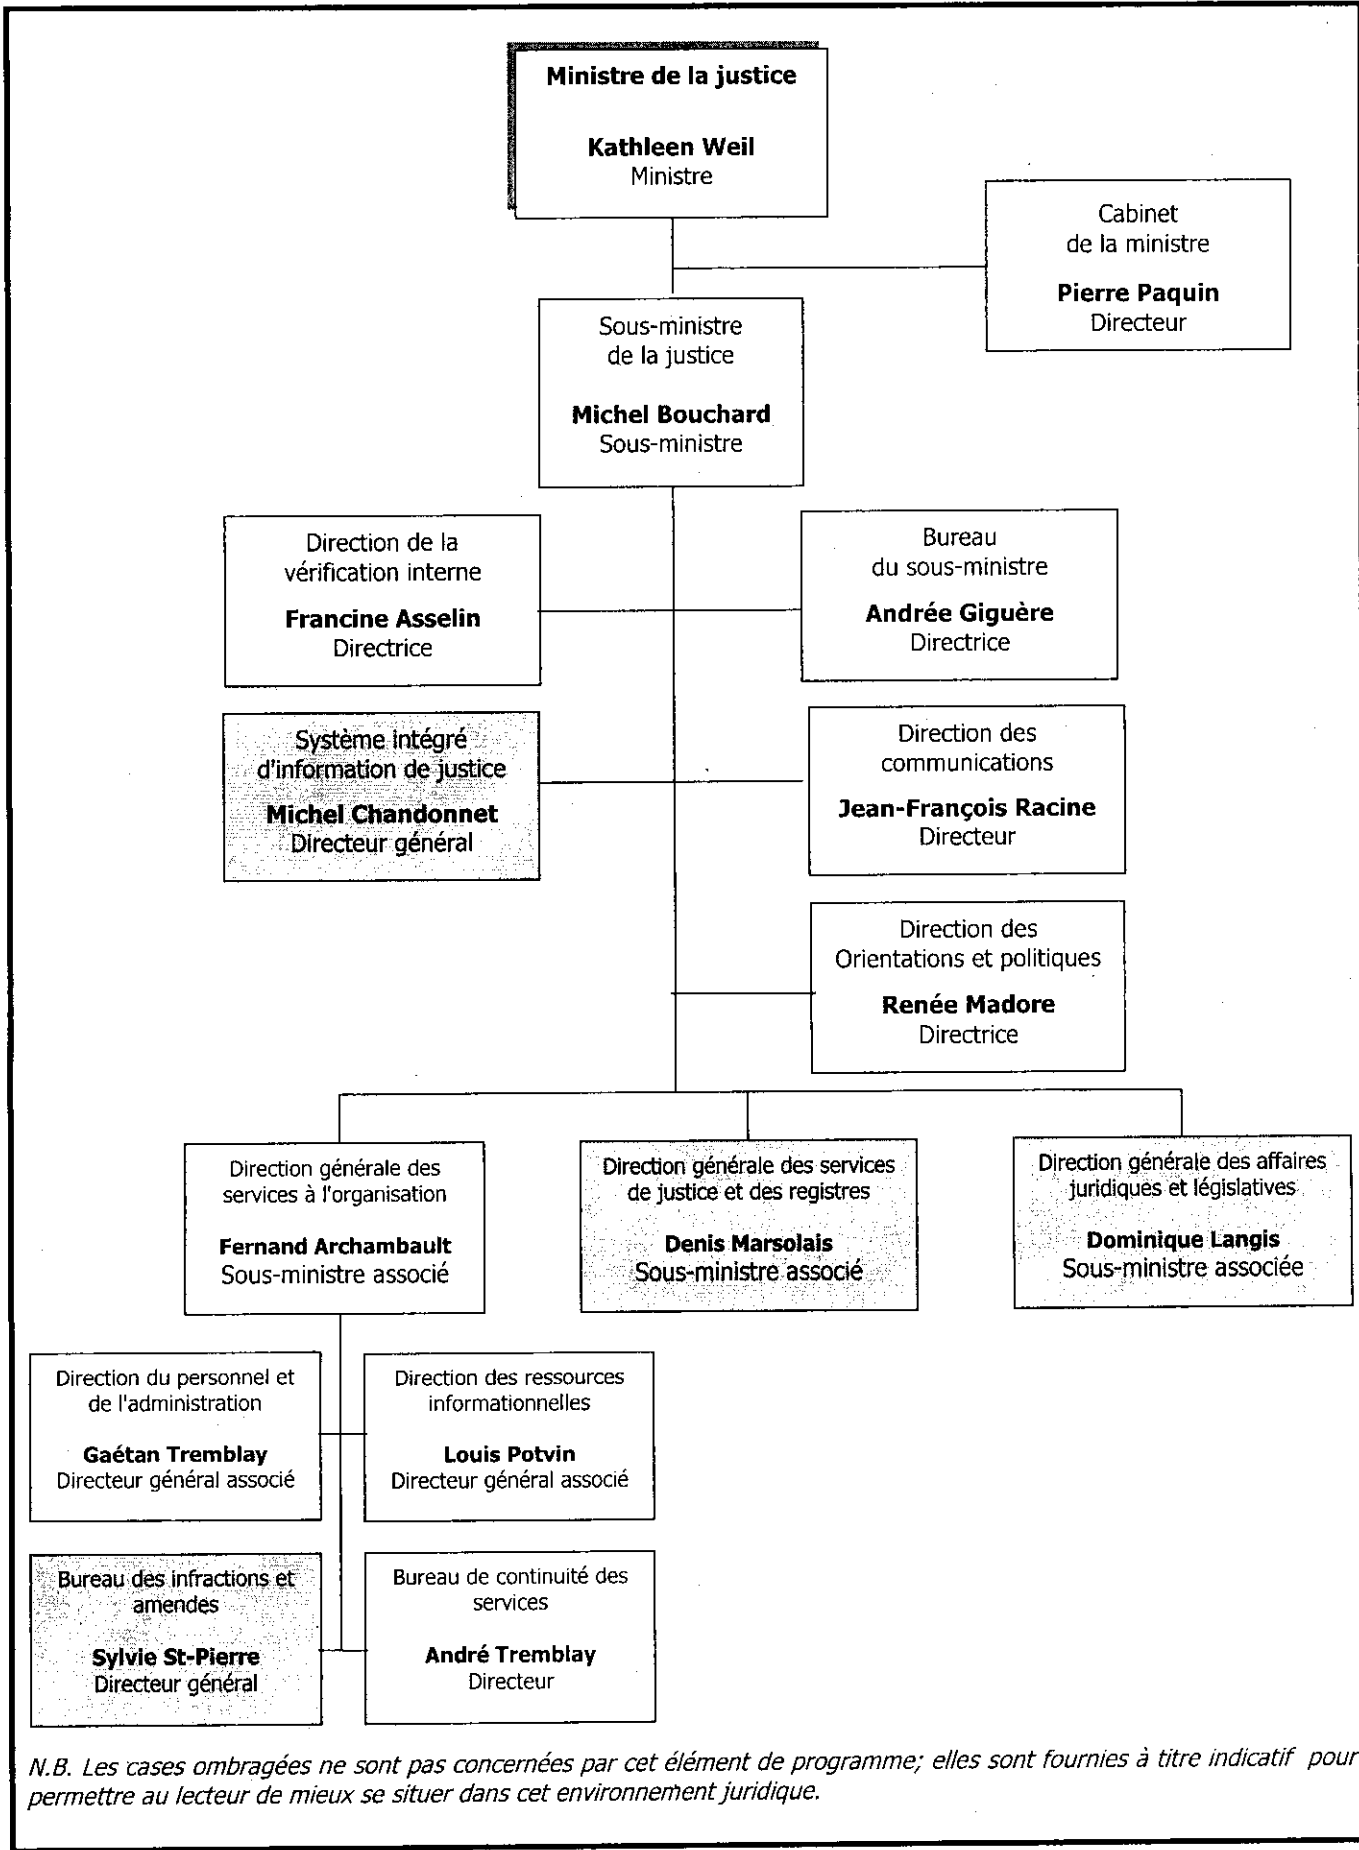 Ministre de la justice
Kathleen Weil
Ministre
Cabinet
de la ministre
Pierre Paquin
Directeur
Sous-ministre
de la justice
Michel Bouchard
Sous-ministre
Direction de la
vérification interne
Francine Asselin
Directrice
Bureau
du sous-ministre
Andrée Giguère
Directrice
Système intégré
d'information de justice
Michel Chandonnet
Directeur général
Direction des
communications
Jean-François Racine
Directeur
Direction des
Orientations et politiques
Renée Madore
Directrice
Direction générale des
services à l'organisation
Fernand Archambault
Sous-ministre associé
Direction générale des services
de justice et des registres
Denis Marsolais
Sous-ministre associé
Direction générale des affaires
juridiques et législatives
Dominique Langis
Sous-ministre associée
Direction du personnel et
de l'administration
Gaétan Tremblay
Directeur général associé
Direction des ressources
informationnelles
Louis Potvin
Directeur général associé
Bureau des infractions et
amendes
Sylvie St-Pierre
Directeur général
Bureau de continuité des
services
André Tremblay
Directeur
N.B. Les cases ombragées ne sont pas concernées par cet élément de programme; elles sont fournies à titre indicatif pour
permettre au lecteur de mieux se situer dans cet environnement juridique.